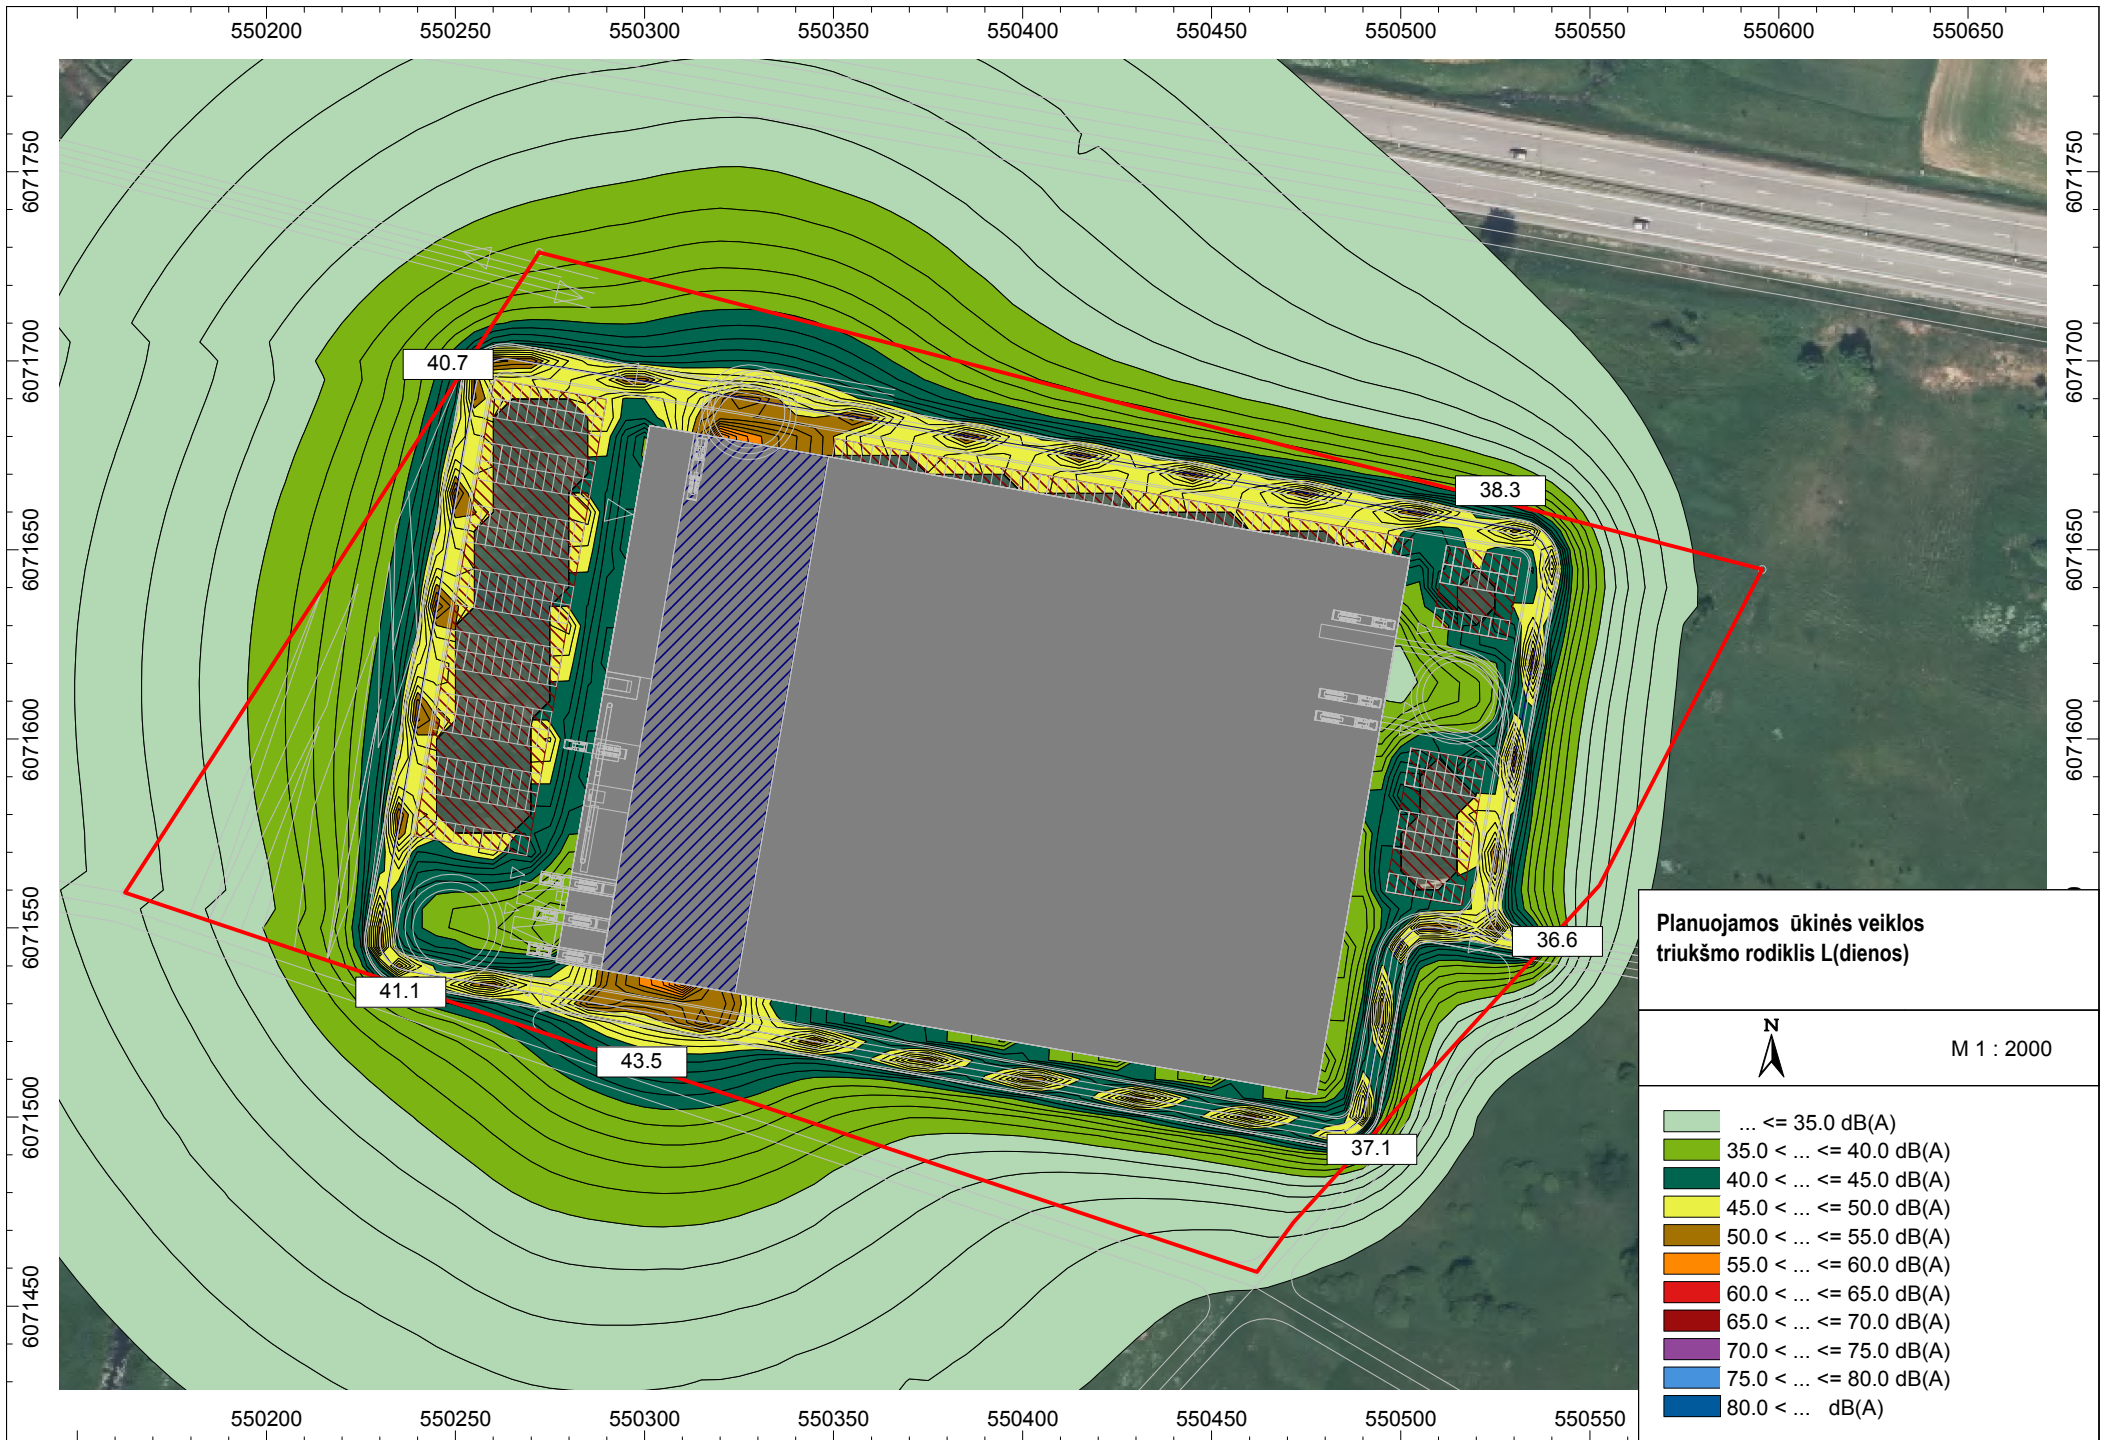 550200 550250 550300 550350 550400 550450 550500 550550 550600 550650
6071750 6071750
6071700 6071700
40.7
38.3
6071650 6071650
6071600 6071600
6071550
36.6
41.1
43.5
6071500
37.1
6071450
Planuojamos ūkinės veiklos
triukšmo rodiklis L(dienos)
N
M 1 : 2000
... <= 35.0 dB(A)
35.0 < ... <= 40.0 dB(A)
40.0 < ... <= 45.0 dB(A)
45.0 < ... <= 50.0 dB(A)
50.0 < ... <= 55.0 dB(A)
55.0 < ... <= 60.0 dB(A)
60.0 < ... <= 65.0 dB(A)
65.0 < ... <= 70.0 dB(A)
70.0 < ... <= 75.0 dB(A)
75.0 < ... <= 80.0 dB(A)
80.0 < ... dB(A)
550200 550250 550300 550350 550400 550450 550500 550550